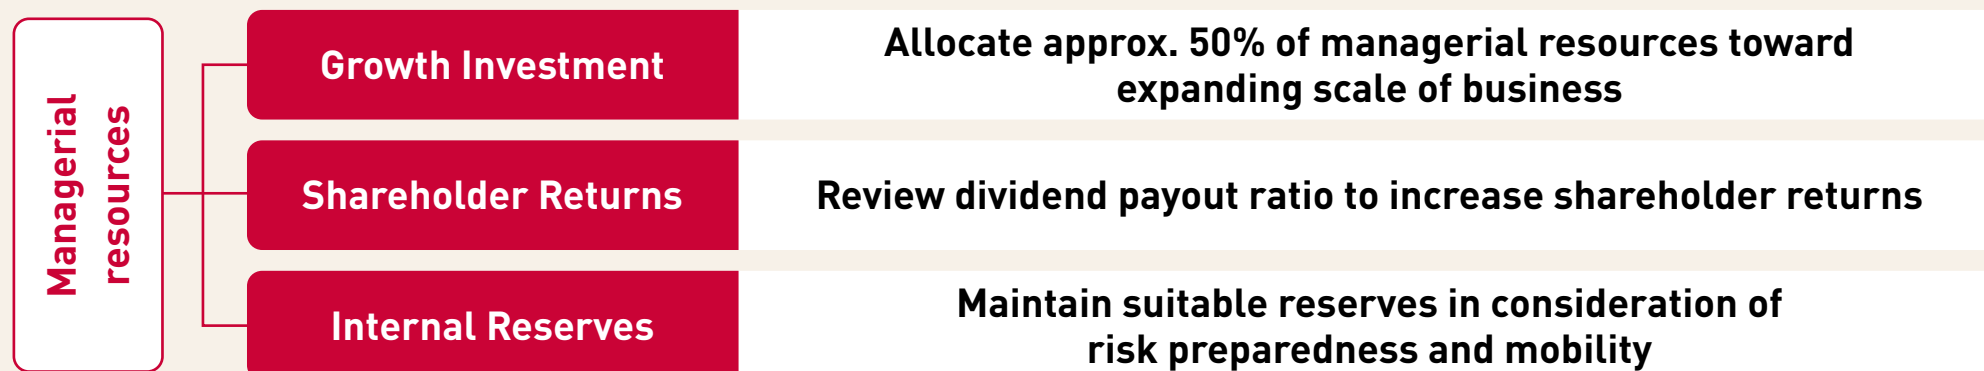 Managerial
resources
Growth Investment
Allocate approx. 50% of managerial resources toward
expanding scale of business
Shareholder Returns
Review dividend payout ratio to increase shareholder returns
Internal Reserves
Maintain suitable reserves in consideration of
risk preparedness and mobility